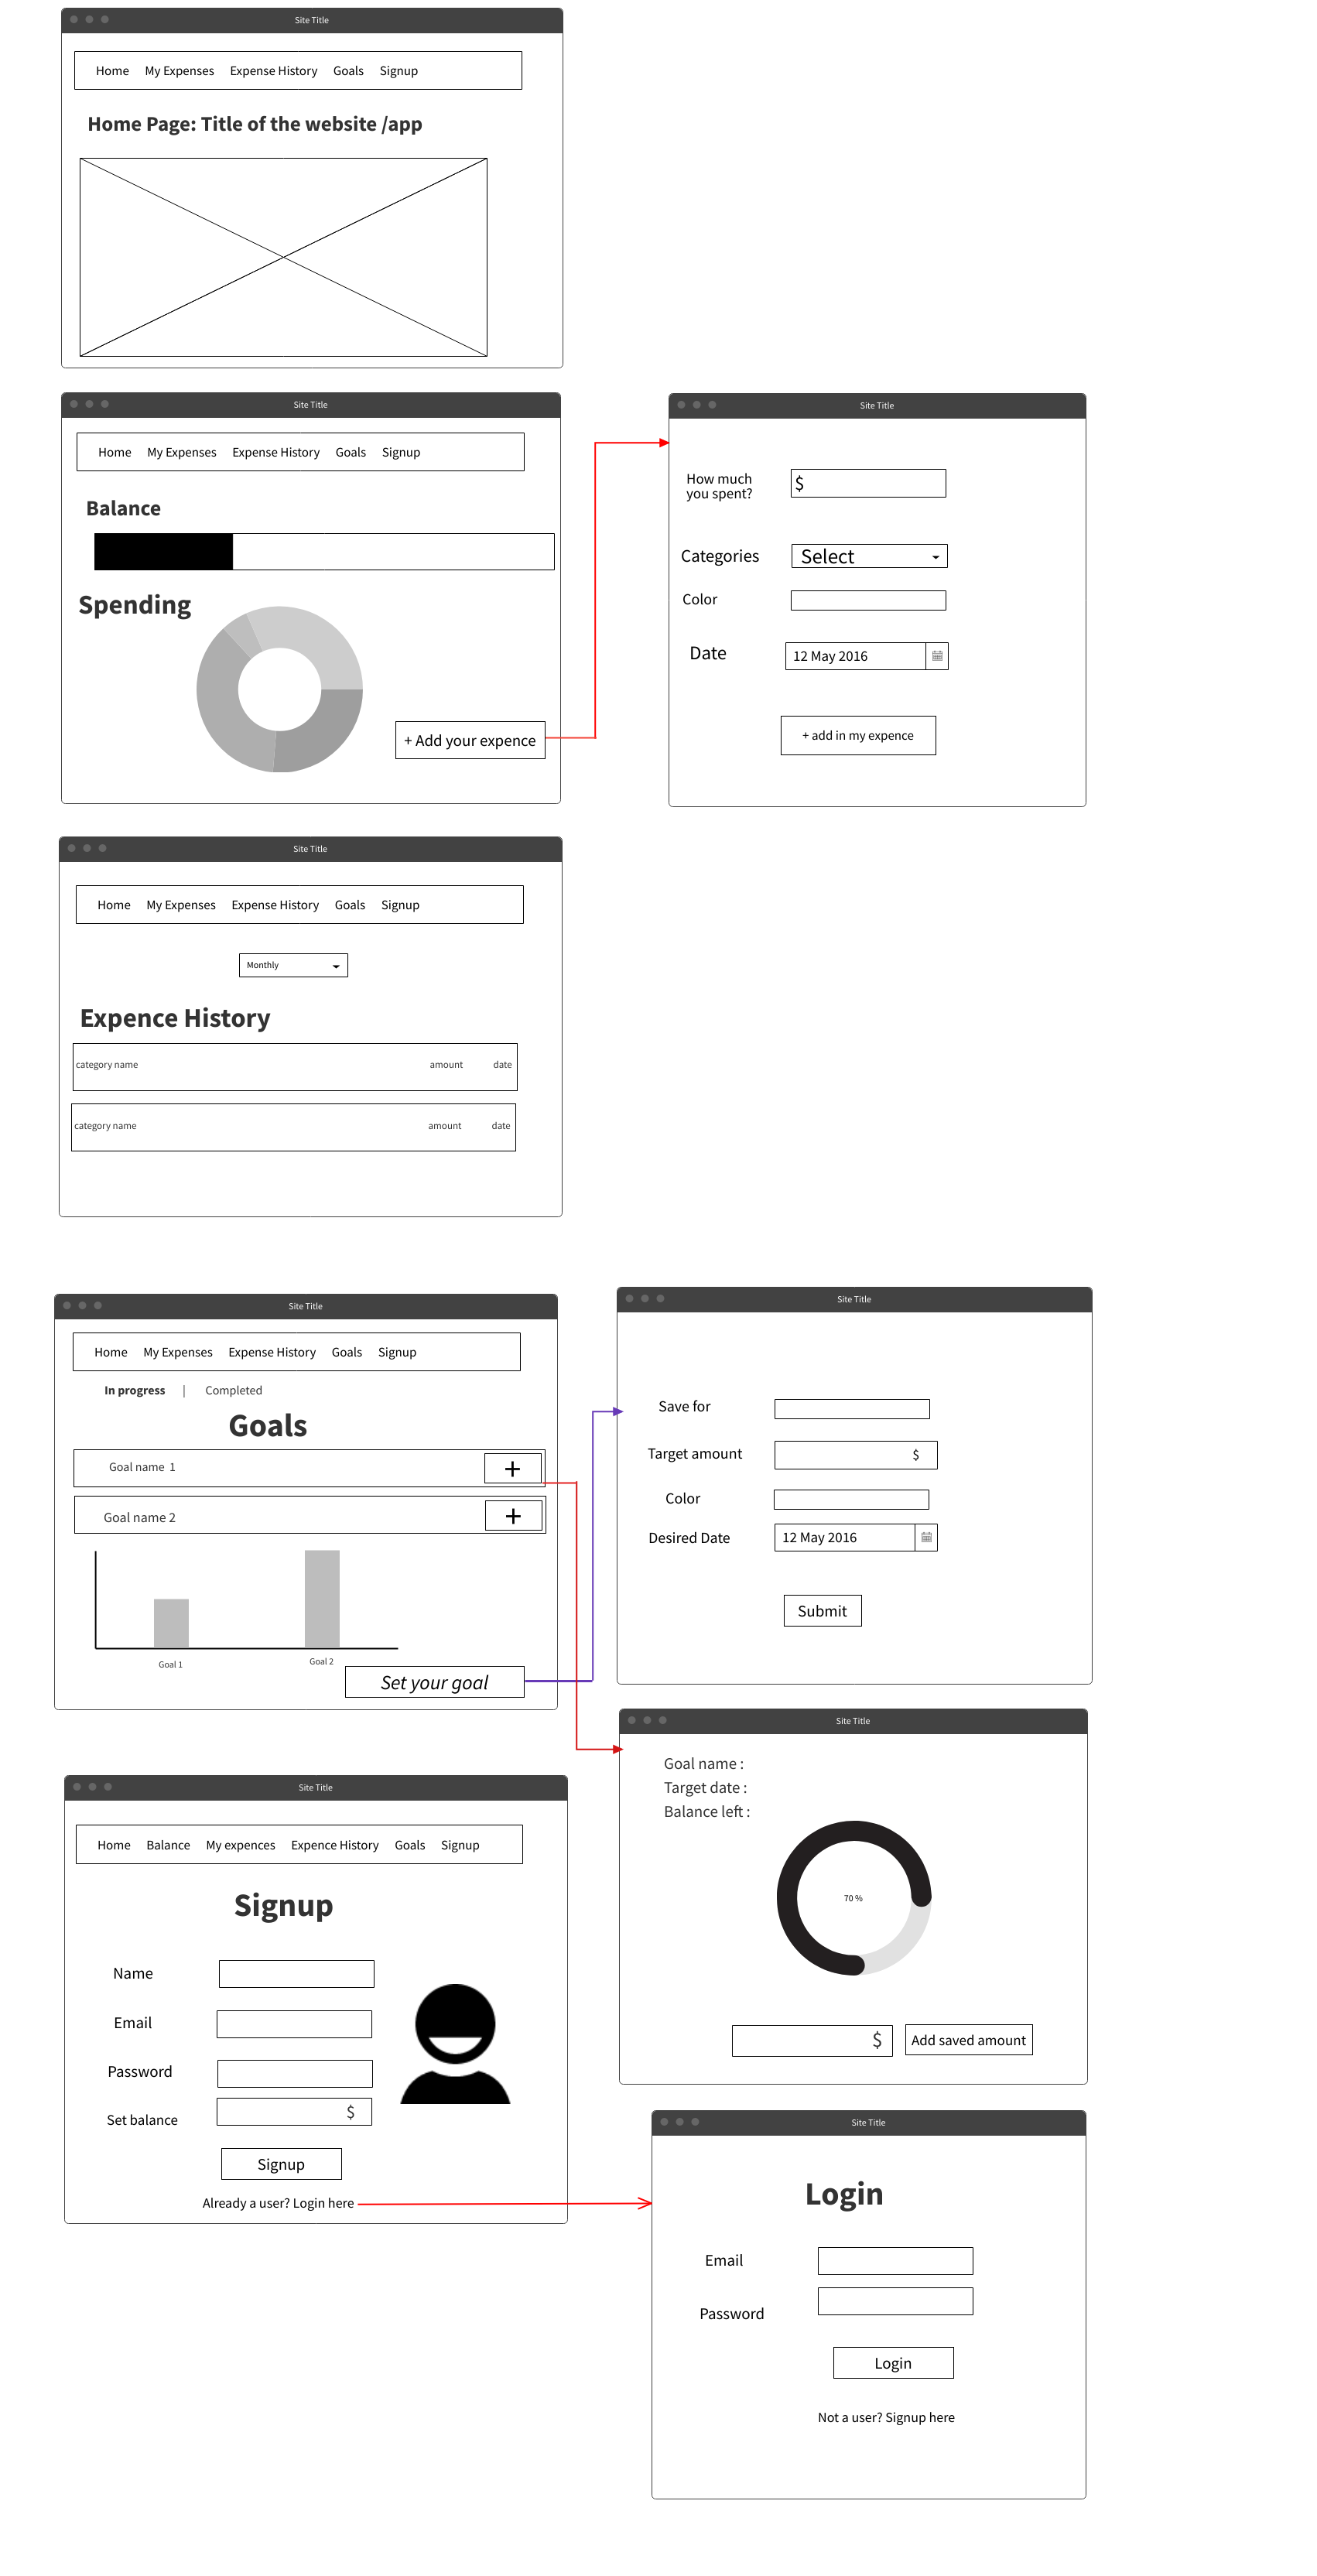 Site Title
Home My Expenses Expense History Goals Signup
Home Page: Title of the website /app
Site Title
Home My Expenses Expense History Goals Signup
Balance
Spending
+ Add your expence
Site Title
How much
you spent?
$
Categories
Select
Color
Date
12 May 2016
+ add in my expence
Site Title
Home My Expenses Expense History Goals Signup
Monthly
Expence History
category name amount date
category name amount date
Site Title
Home My Expenses Expense History Goals Signup
In progress | Completed
Goals
Goal name 1 +
Goal name 2 +
Goal 1
Goal 2
Set your goal
Site Title
Save for
Target amount $
Color
Desired Date 12 May 2016
Submit
Site Title
Goal name :
Target date :
Balance left :
70 %
$ Add saved amount
Site Title
Home Balance My expences Expence History Goals Signup
Signup
Name
Email
Password
Set balance $
Signup
Already a user? Login here
Site Title
Login
Email
Password
Login
Not a user? Signup here